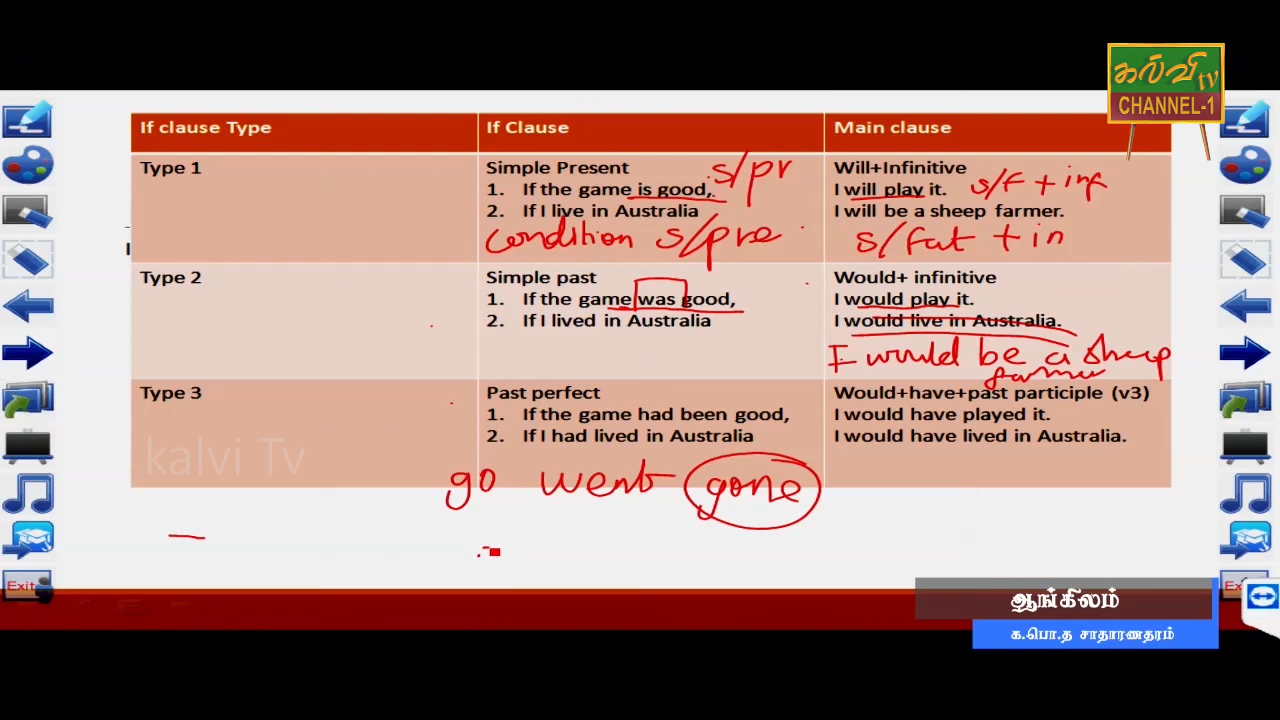 கல்வி tv
CHANNEL-1
If clause Type If Clause Main clause
Type 1 Simple Present s/pr Will+Infinitive
1. If the game is good, I will play it. s/f + inf
2. If I live in Australia I will be a sheep farmer.
condition s/pre s/fut + in
I
Type 2 Simple past Would+ infinitive
1. If the game was good, I would play it.
2. If I lived in Australia I would live in Australia.
I would be a sheep
farmer
Type 3 Past perfect Would+have+past participle (v3)
1. If the game had been good, I would have played it.
2. If I had lived in Australia I would have lived in Australia.
kalvi Tv
go went gone
Exit
ஆங்கிலம்
க.பொ.த சாதாரணதரம்